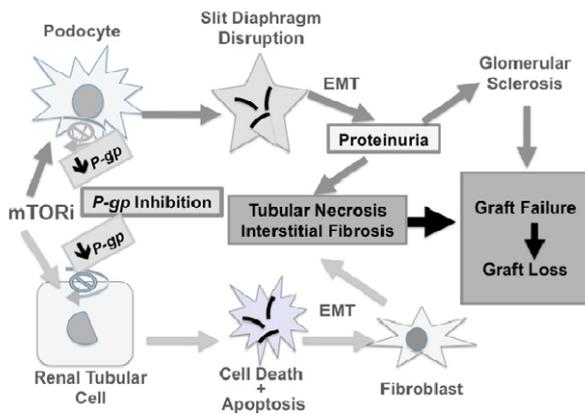 Podocyte
Slit Diaphragm
Disruption
EMT
Glomerular
Sclerosis
Proteinuria
P-gp
mTORi
P-gp Inhibition
P-gp
Tubular Necrosis
Interstitial Fibrosis
Graft Failure
Graft Loss
EMT
Renal Tubular
Cell
Cell Death
+
Apoptosis
Fibroblast